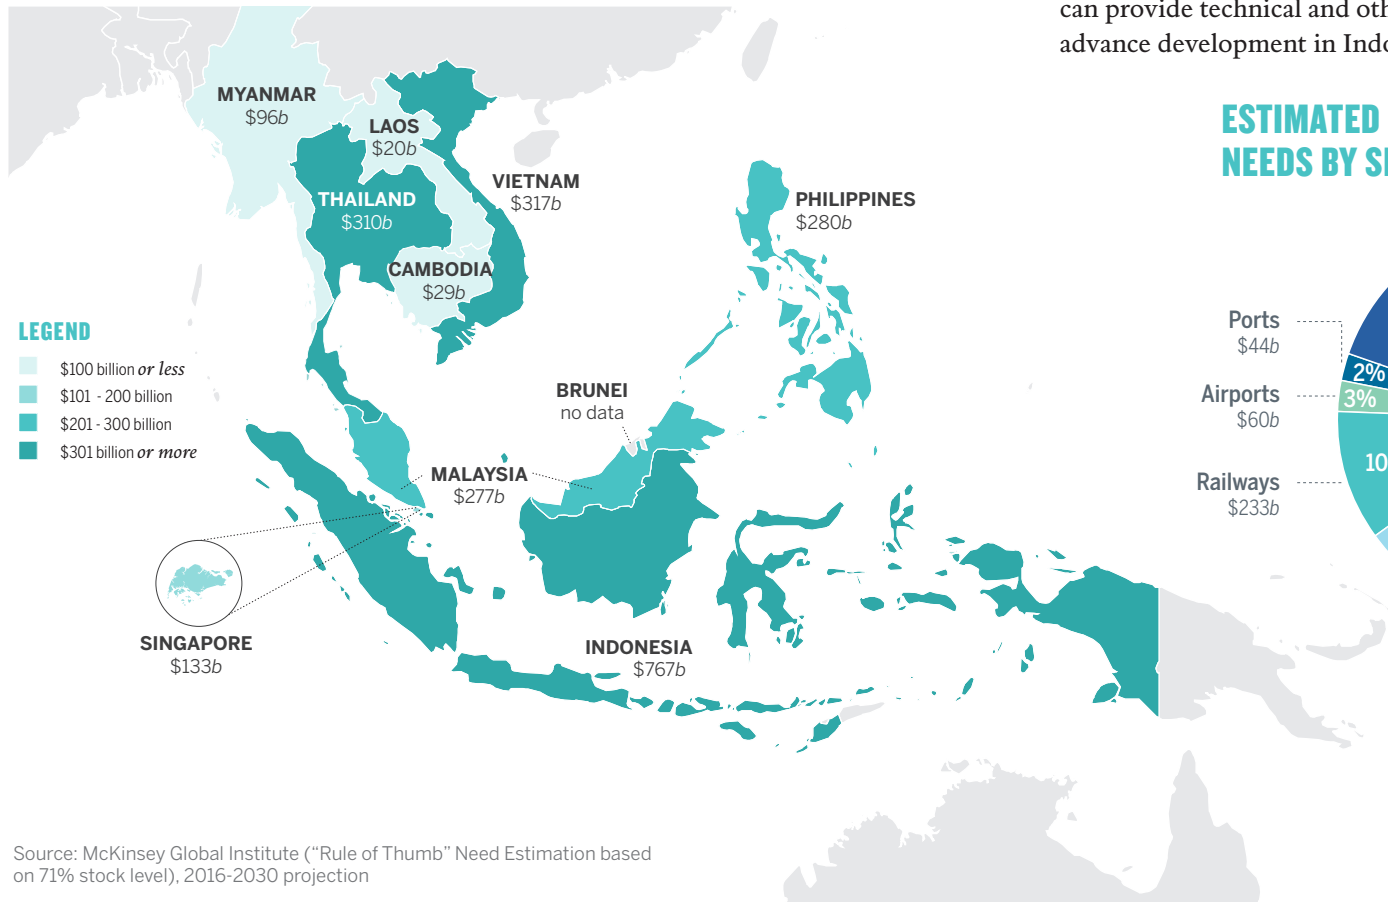 can provide technical and oth
advance development in Indo
ESTIMATED
NEEDS BY SE
MYANMAR
$96b
LAOS
$20b
THAILAND
$310b
VIETNAM
$317b
CAMBODIA
$29b
PHILIPPINES
$280b
LEGEND
$100 billion or less
$101 - 200 billion
$201 - 300 billion
$301 billion or more
BRUNEI
no data
MALAYSIA
$277b
SINGAPORE
$133b
INDONESIA
$767b
Ports
$44b
2%
Airports
$60b
3%
Railways
$233b
10
Source: McKinsey Global Institute (“Rule of Thumb” Need Estimation based
on 71% stock level), 2016-2030 projection